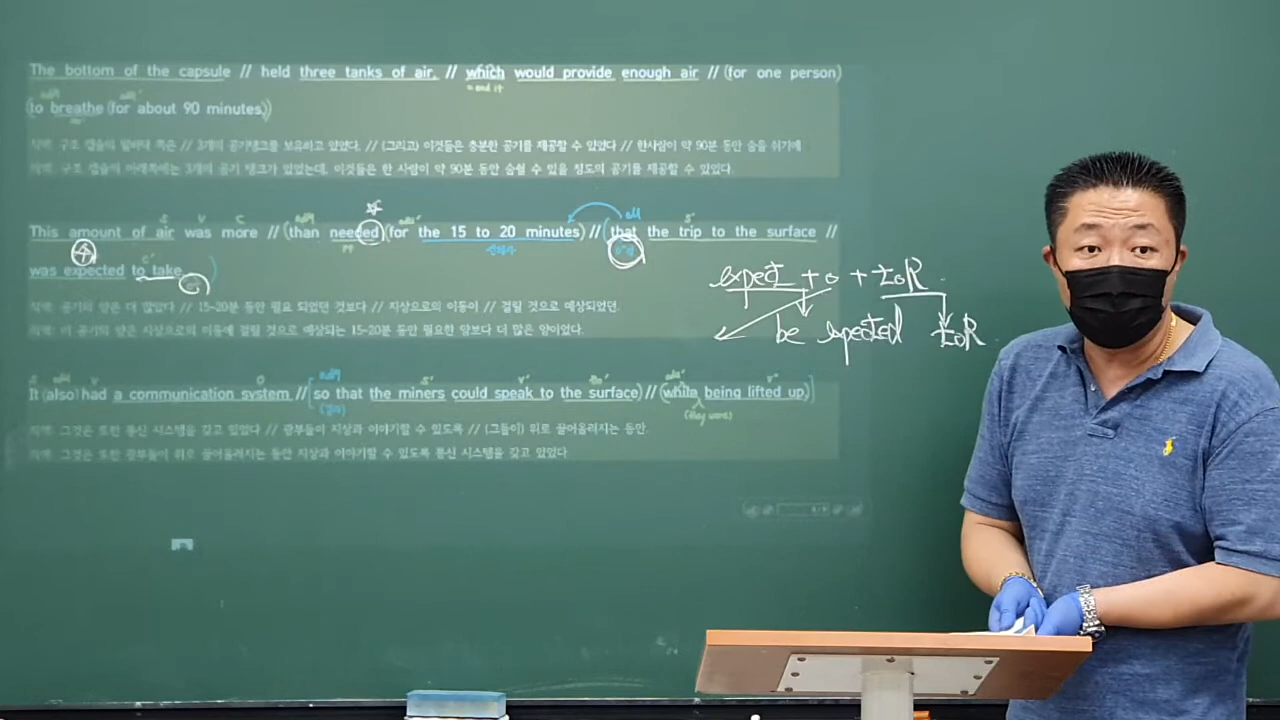 The bottom of the capsule // held three tanks of air, // which would provide enough air // (for one person)
and it
(to breathe (for about 90 minutes.))
직역: 구조 캡슐의 밑바닥 쪽은 // 3개의 공기탱크를 보유하고 있었다, // (그리고) 이것들은 충분한 공기를 제공할 수 있었다 // 한사람이 약 90분 동안 숨을 쉬기에
의역: 구조 캡슐의 아래쪽에는 3개의 공기 탱크가 있었는데, 이것들은 한 사람이 약 90분 동안 숨쉴 수 있을 정도의 공기를 제공할 수 있었다.
S V C
This amount of air was more // (than needed (for the 15 to 20 minutes) // (that the trip to the surface //
P.P 선행사
was expected to take.)
직역: 공기의 양은 더 많았다 // 15-20분 동안 필요 되었던 것보다 // 지상으로의 이동이 // 걸릴 것으로 예상되었던.
의역: 이 공기의 양은 지상으로의 이동에 걸릴 것으로 예상되는 15-20분 동안 필요한 양보다 더 많은 양이었다.
It (also) had a communication system // [so that the miners could speak to the surface) // (while being lifted up.)]
(they were)
직역: 그것은 또한 통신 시스템을 갖고 있었다 // 광부들이 지상과 이야기할 수 있도록 // (그들이) 위로 끌어올려지는 동안.
의역: 그것은 또한 광부들이 위로 끌어올려지는 동안 지상과 이야기할 수 있도록 통신 시스템을 갖고 있었다.
expect + o + toR
be expected toR